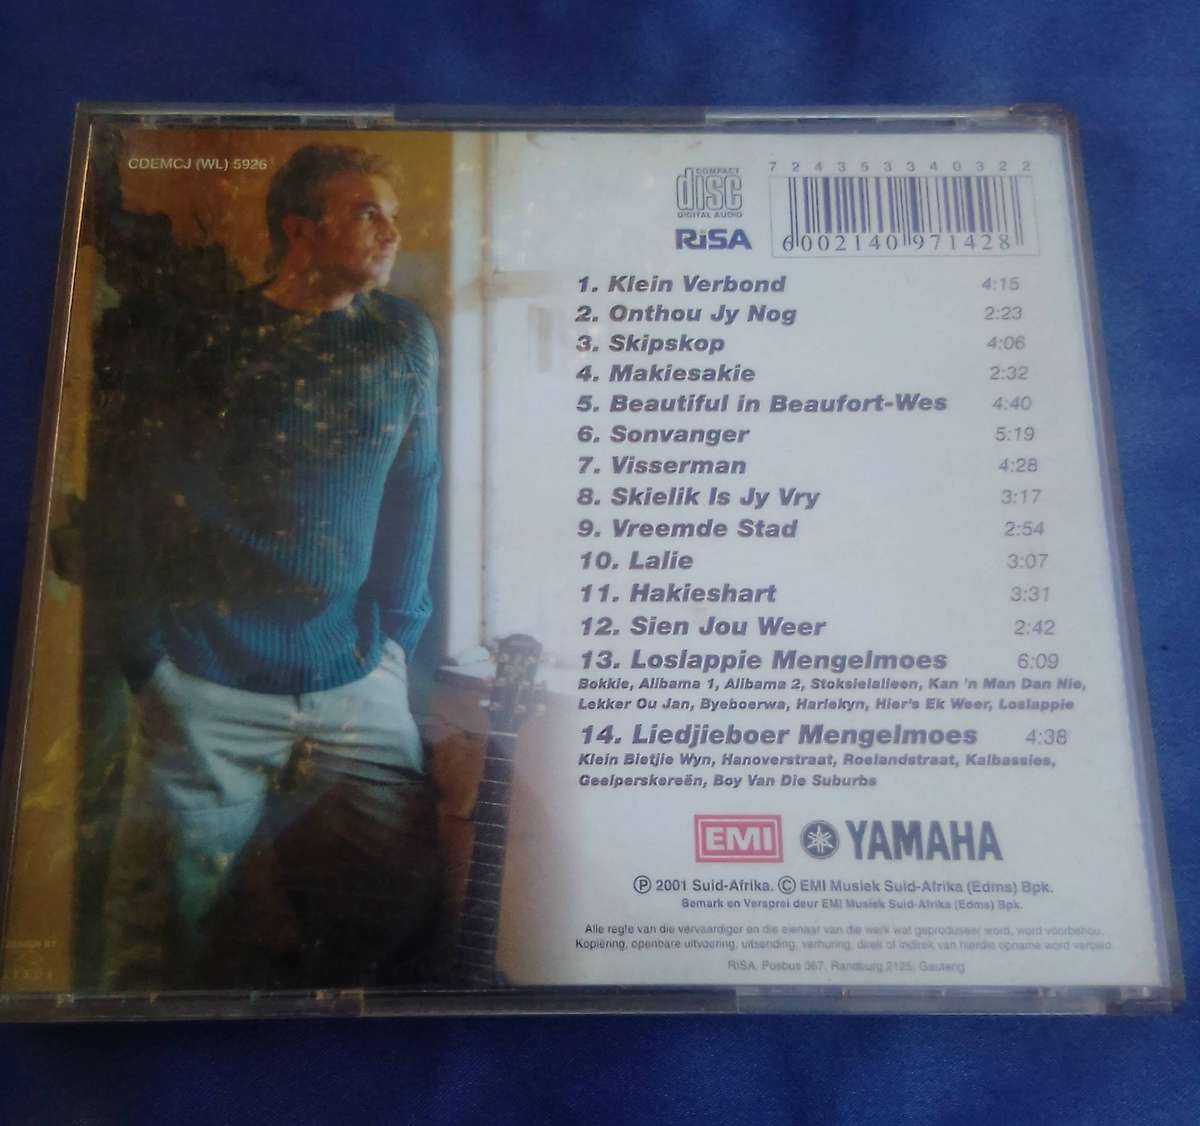 CDEMCJ (WL) 5926
COMPACT
disc
DIGITAL AUDIO
RiSA
7 2 4 3 5 3 3 4 0 3 2 2
6 002140 971428
1. Klein Verbond 4:15
2. Onthou Jy Nog 2:23
3. Skipskop 4:06
4. Makiesakie 2:32
5. Beautiful in Beaufort-Wes 4:40
6. Sonvanger 5:19
7. Visserman 4:28
8. Skielik Is Jy Vry 3:17
9. Vreemde Stad 2:54
10. Lalie 3:07
11. Hakieshart 3:31
12. Sien Jou Weer 2:42
13. Loslappie Mengelmoes 6:09
Bokkie, Alibama 1, Alibama 2, Stoksielalleen, Kan 'n Man Dan Nie,
Lekker Ou Jan, Byeboerwa, Harlekyn, Hier's Ek Weer, Loslappie
14. Liedjieboer Mengelmoes 4:38
Klein Bietjie Wyn, Hanoverstraat, Roelandstraat, Kalbassies,
Geelperskereën, Boy Van Die Suburbs
EMI YAMAHA
Ⓟ 2001 Suid-Afrika. © EMI Musiek Suid-Afrika (Edms) Bpk.
Bemark en Versprei deur EMI Musiek Suid-Afrika (Edms) Bpk.
Alle regte van die vervaardiger en die eienaar van die werk wat geproduseer word, word voorbehou.
Kopiëring, openbare uitvoering, uitsending, verhuring, direk of indirek van hierdie opname word verbied.
RiSA, Posbus 367, Randburg 2125, Gauteng
DESIGN BY